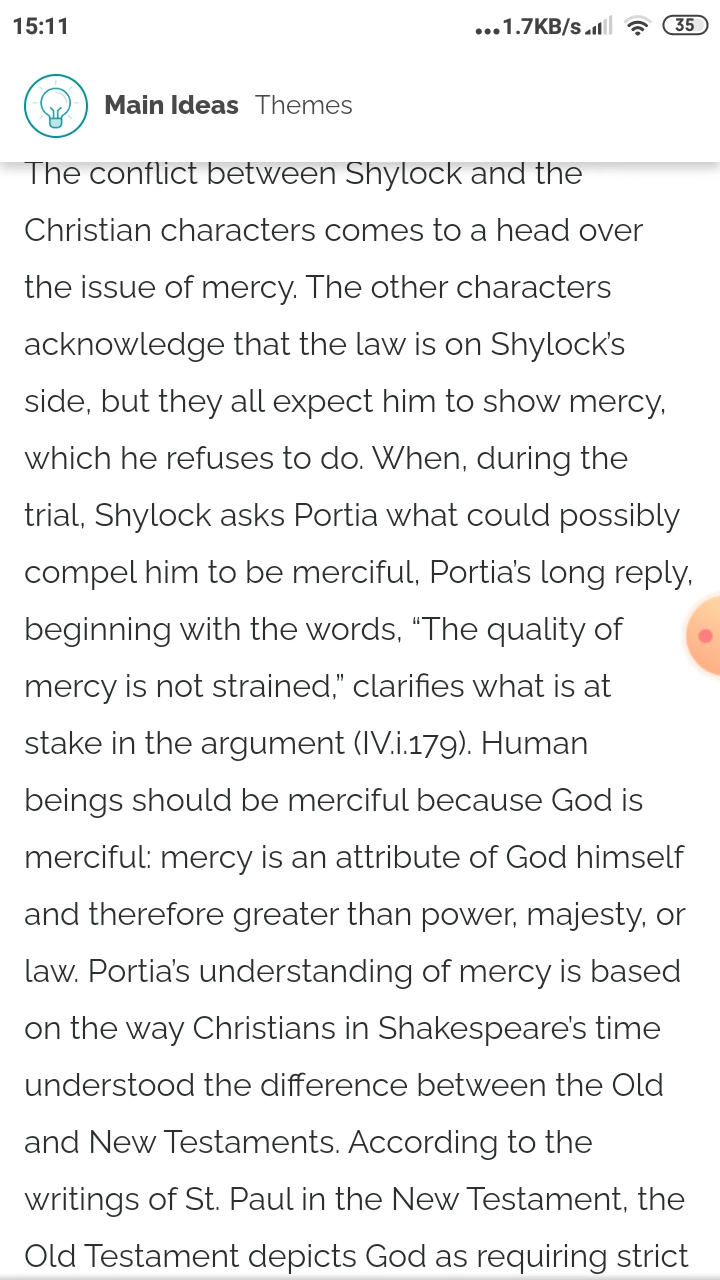 15:11
...1.7KB/s
35
Main Ideas Themes
The conflict between Shylock and the
Christian characters comes to a head over
the issue of mercy. The other characters
acknowledge that the law is on Shylock’s
side, but they all expect him to show mercy,
which he refuses to do. When, during the
trial, Shylock asks Portia what could possibly
compel him to be merciful, Portia’s long reply,
beginning with the words, “The quality of
mercy is not strained,” clarifies what is at
stake in the argument (IV.i.179). Human
beings should be merciful because God is
merciful: mercy is an attribute of God himself
and therefore greater than power, majesty, or
law. Portia’s understanding of mercy is based
on the way Christians in Shakespeare’s time
understood the difference between the Old
and New Testaments. According to the
writings of St. Paul in the New Testament, the
Old Testament depicts God as requiring strict